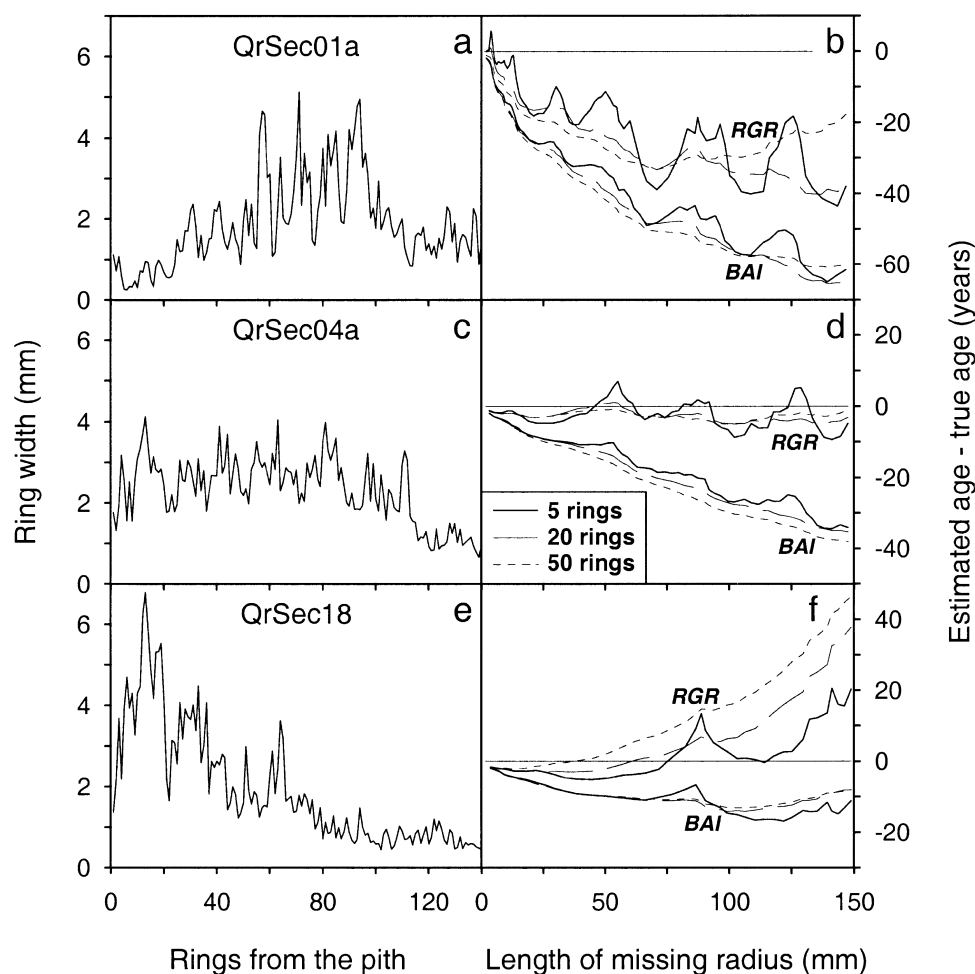 QrSec01a
a
b
RGR
BAI
6
4
2
0
0
-20
-40
-60
QrSec04a
c
d
RGR
BAI
6
4
2
0
20
0
-20
-40
5 rings
20 rings
50 rings
QrSec18
e
f
RGR
BAI
6
4
2
0
40
20
0
-20
0 40 80 120
0 50 100 150
Ring width (mm)
Estimated age - true age (years)
Rings from the pith
Length of missing radius (mm)